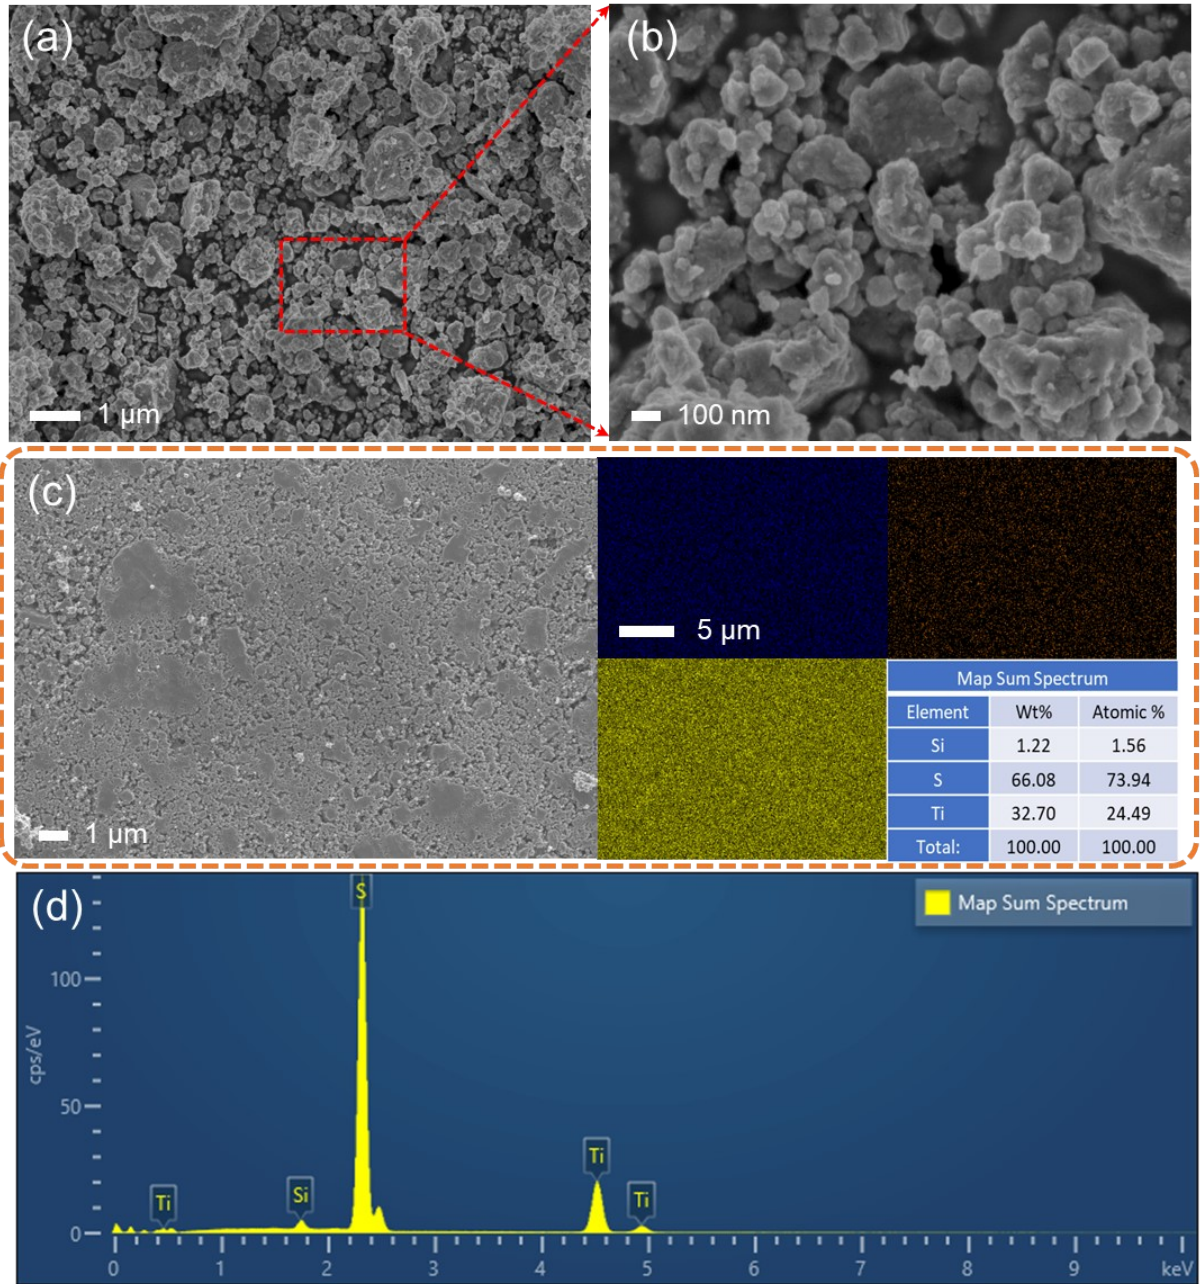 (a)
1 µm
(b)
100 nm
(c)
1 µm
5 µm
Map Sum Spectrum
Element Wt% Atomic %
Si 1.22 1.56
S 66.08 73.94
Ti 32.70 24.49
Total: 100.00 100.00
(d)
Map Sum Spectrum
cps/eV
100
50
0
S
Ti
Si
Ti
Ti
0 1 2 3 4 5 6 7 8 9 keV